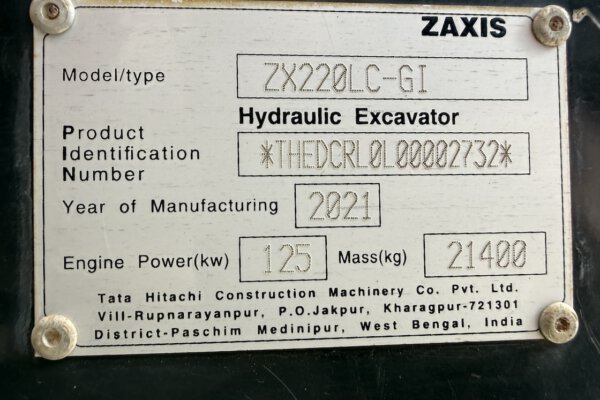 ZAXIS
Model/type ZX220LC-GI
Hydraulic Excavator
Product
Identification *THEDCRL0L00002732*
Number
Year of Manufacturing 2021
Engine Power(kw) 125 Mass(kg) 21400
Tata Hitachi Construction Machinery Co. Pvt. Ltd.
Vill-Rupnarayanpur, P.O.Jakpur, Kharagpur-721301
District-Paschim Medinipur, West Bengal, India